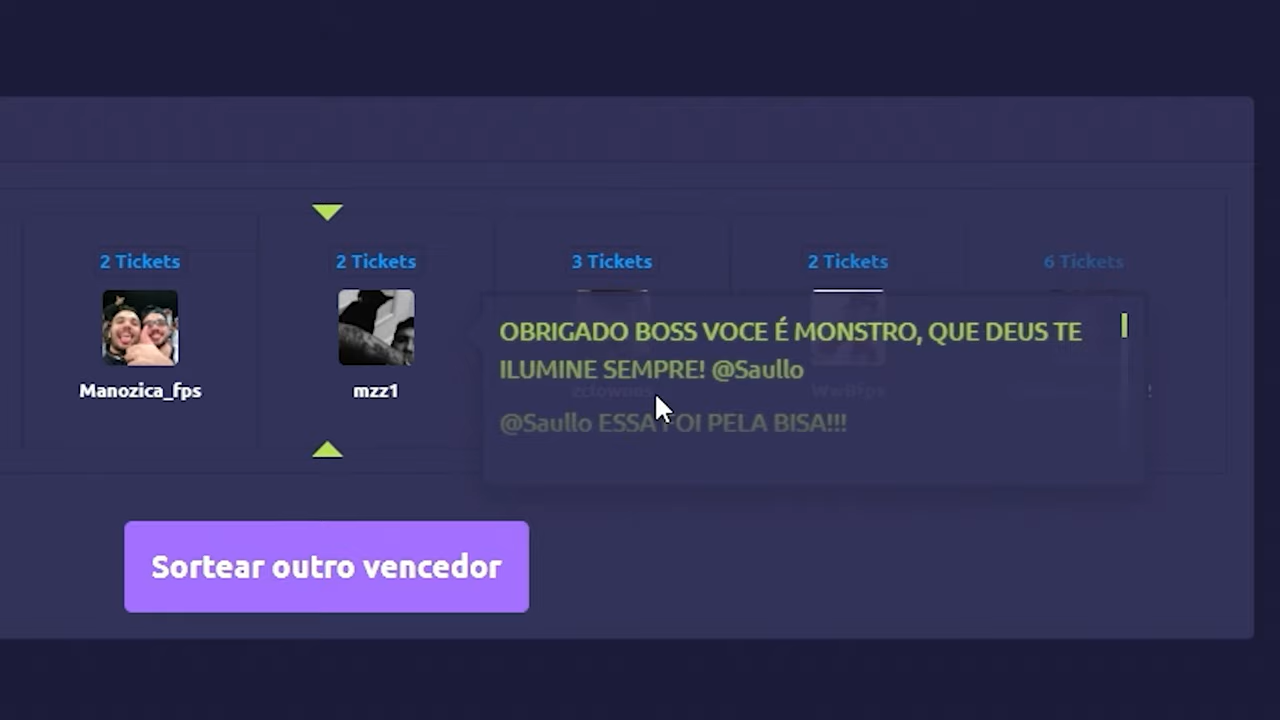 2 Tickets
2 Tickets
3 Tickets
2 Tickets
6 Tickets
Manozica_fps
mzz1
OBRIGADO BOSS VOCE É MONSTRO, QUE DEUS TE
ILUMINE SEMPRE! @Saullo
@Saullo ESSA FOI PELA BISA!!!
Sortear outro vencedor